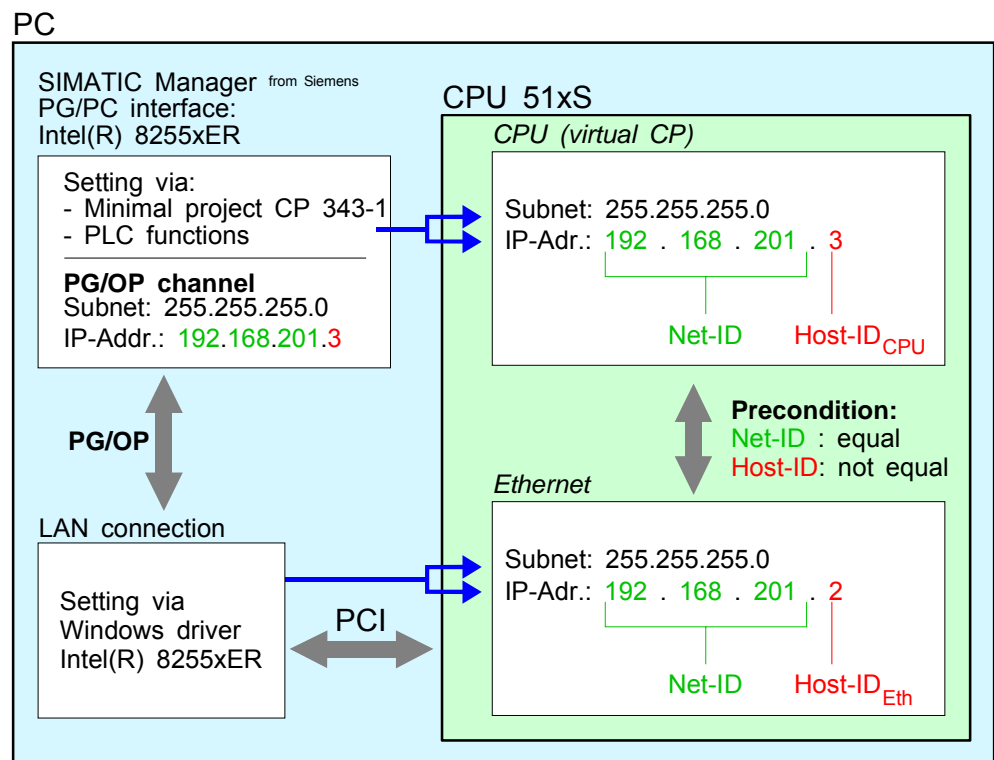 PC
SIMATIC Manager from Siemens
PG/PC interface:
Intel(R) 8255xER
Setting via:
- Minimal project CP 343-1
- PLC functions
PG/OP channel
Subnet: 255.255.255.0
IP-Addr.: 192.168.201.3
PG/OP
LAN connection
Setting via
Windows driver
Intel(R) 8255xER
PCI
CPU 51xS
CPU (virtual CP)
Subnet: 255.255.255.0
IP-Adr.: 192 . 168 . 201 . 3
Net-ID Host-ID CPU
Precondition:
Net-ID : equal
Host-ID: not equal
Ethernet
Subnet: 255.255.255.0
IP-Adr.: 192 . 168 . 201 . 2
Net-ID Host-ID Eth